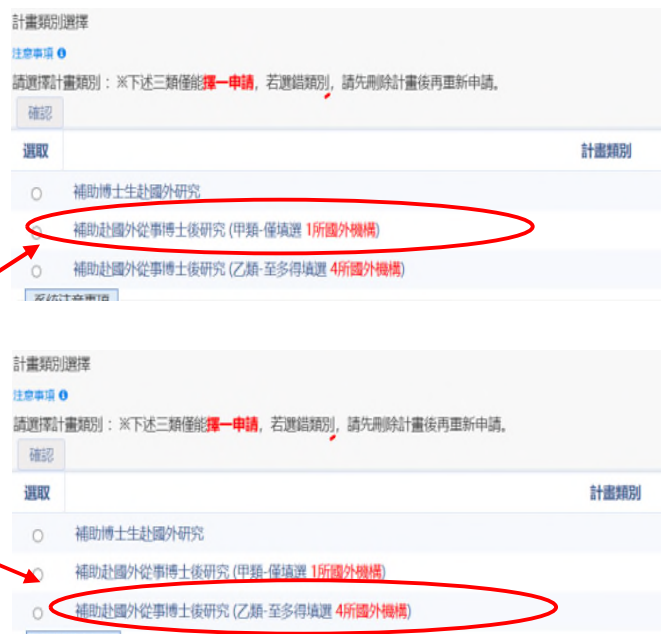 計畫類別選擇
注意事項
請選擇計畫類別：※下述三類僅能擇一申請，若選錯類別，請先刪除計畫後再重新申請。
確認
選取 計畫類別
補助博士生赴國外研究
補助赴國外從事博士後研究 (甲類-僅填選 1所國外機構)
補助赴國外從事博士後研究 (乙類-至多得填選 4所國外機構)
系統注意事項
計畫類別選擇
注意事項
請選擇計畫類別：※下述三類僅能擇一申請，若選錯類別，請先刪除計畫後再重新申請。
確認
選取 計畫類別
補助博士生赴國外研究
補助赴國外從事博士後研究 (甲類-僅填選 1所國外機構)
補助赴國外從事博士後研究 (乙類-至多得填選 4所國外機構)